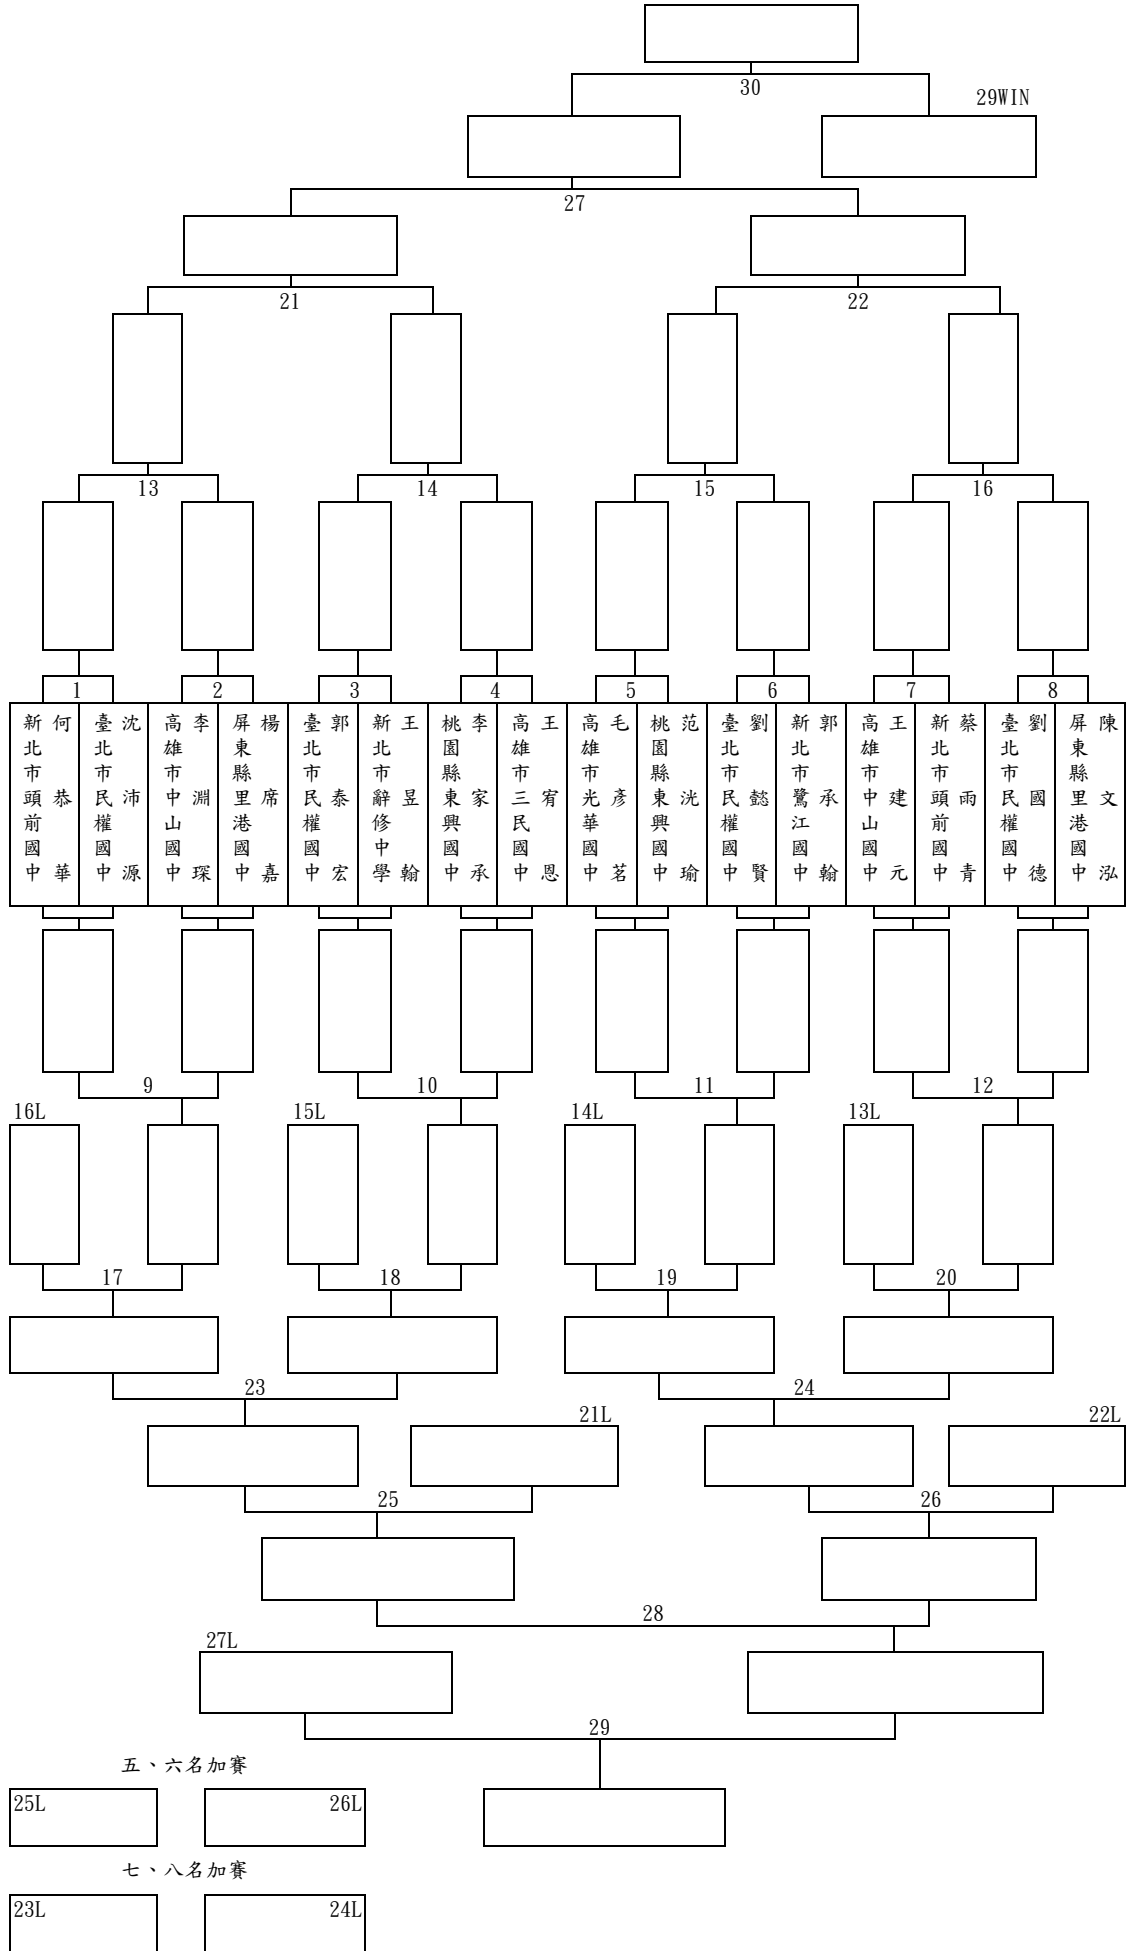 30
29WIN
27
21
22
13
14
15
16
1
2
3
4
5
6
7
8
新北市頭前國中 何恭華
臺北市民權國中 沈沛源
高雄市中山國中 李淵琛
屏東縣里港國中 楊席嘉
臺北市民權國中 郭泰宏
新北市辭修中學 王昱翰
桃園縣東興國中 李家承
高雄市三民國中 王宥恩
高雄市光華國中 毛彥茗
桃園縣東興國中 范洸瑜
臺北市民權國中 劉懿賢
新北市鷺江國中 郭承翰
高雄市中山國中 王建元
新北市頭前國中 蔡雨青
臺北市民權國中 劉國德
屏東縣里港國中 陳文泓
9
10
11
12
16L
15L
14L
13L
17
18
19
20
23
24
21L
22L
25
26
28
27L
29
五、六名加賽
25L
26L
七、八名加賽
23L
24L